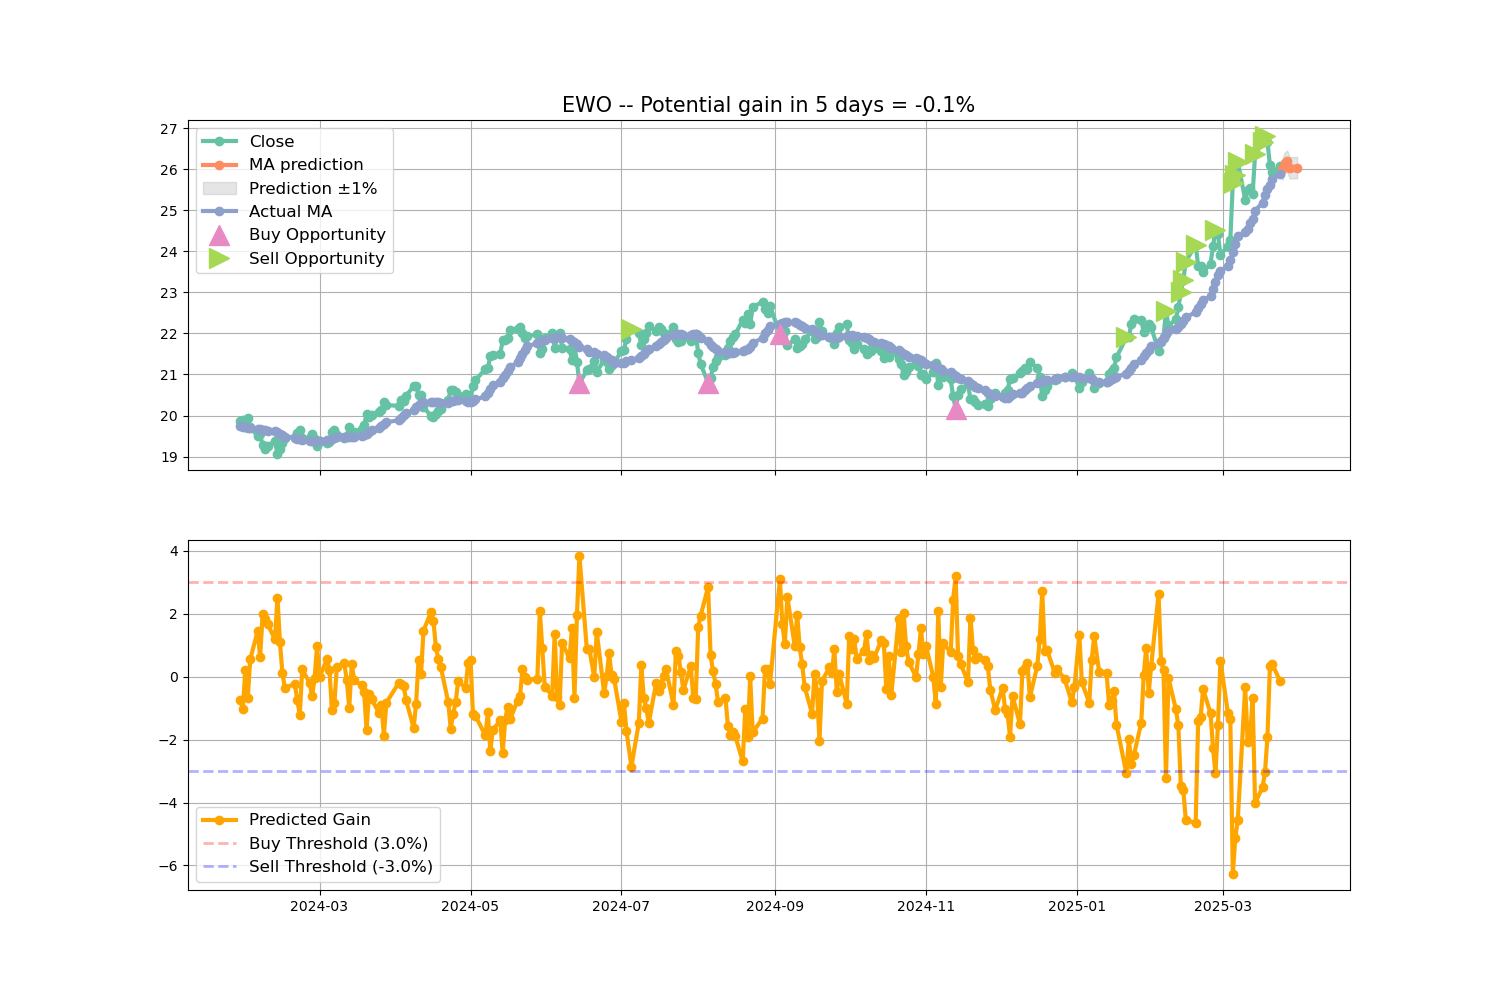 EWO -- Potential gain in 5 days = -0.1%
27
26
25
24
23
22
21
20
19
Close
MA prediction
Prediction ±1%
Actual MA
Buy Opportunity
Sell Opportunity
4
2
0
−2
−4
−6
Predicted Gain
Buy Threshold (3.0%)
Sell Threshold (-3.0%)
2024-03
2024-05
2024-07
2024-09
2024-11
2025-01
2025-03